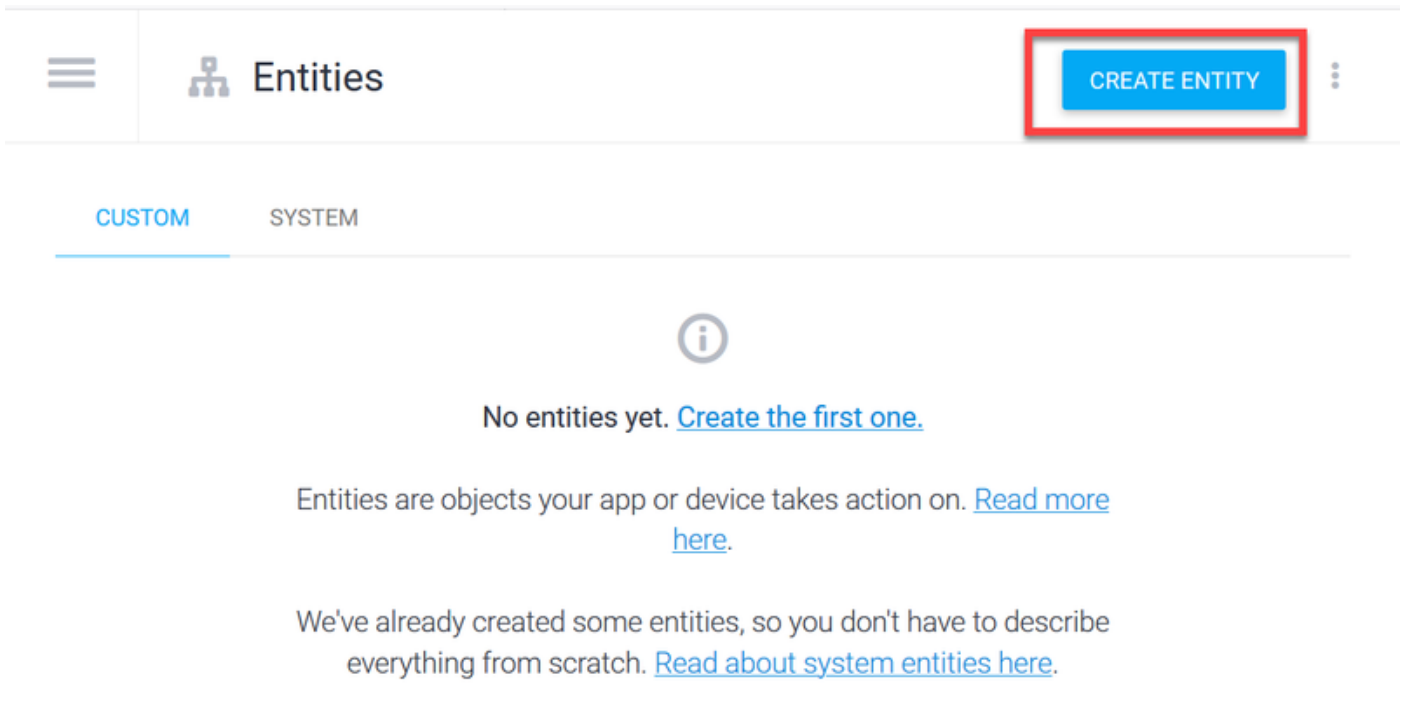 Entities
CREATE ENTITY
CUSTOM SYSTEM
No entities yet. Create the first one.
Entities are objects your app or device takes action on. Read more
here.
We've already created some entities, so you don't have to describe
everything from scratch. Read about system entities here.